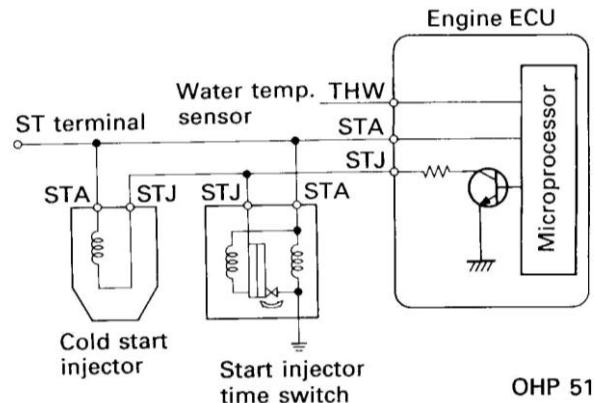 Engine ECU
Water temp.
sensor
THW
ST terminal
STA
STJ
STA
STJ
STJ
STA
Microprocessor
Cold start
injector
Start injector
time switch
OHP 51